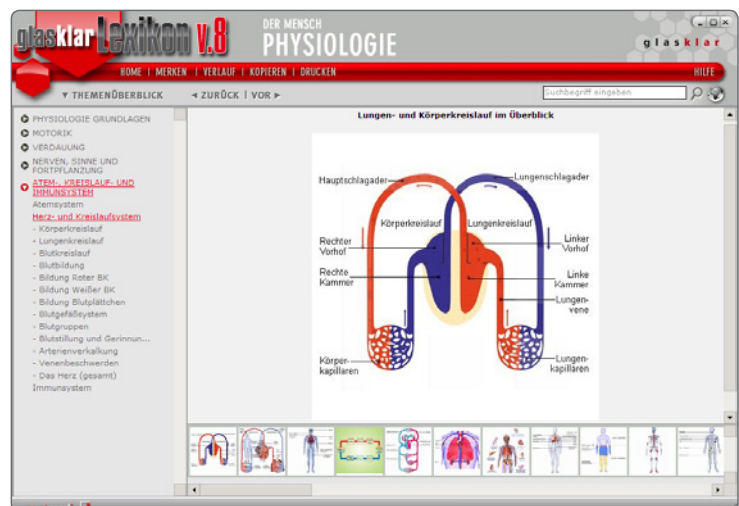 glasklar Lexikon V.8
DER MENSCH
PHYSIOLOGIE
glasklar
HOME | MERKEN | VERLAUF | KOPIEREN | DRUCKEN
HILFE
▼ THEMENÜBERBLICK
◄ ZURÜCK | VOR ►
Suchbegriff eingeben
PHYSIOLOGIE GRUNDLAGEN
MOTORIK
VERDAUUNG
NERVEN, SINNE UND
FORTPFLANZUNG
ATEM-, KREISLAUF- UND
IMMUNSYSTEM
Atemsystem
Herz- und Kreislaufsystem
- Körperkreislauf
- Lungenkreislauf
- Blutkreislauf
- Blutbildung
- Bildung Roter BK
- Bildung Weißer BK
- Bildung Blutplättchen
- Blutgefäßsystem
- Blutgruppen
- Blutstillung und Gerinnun...
- Arterienverkalkung
- Venenbeschwerden
- Das Herz (gesamt)
Immunsystem
Lungen- und Körperkreislauf im Überblick
Hauptschlagader
Lungenschlagader
Körperkreislauf
Lungenkreislauf
Rechter
Vorhof
Linker
Vorhof
Rechte
Kammer
Linke
Kammer
Lungen-
vene
Körper-
kapillaren
Lungen-
kapillaren